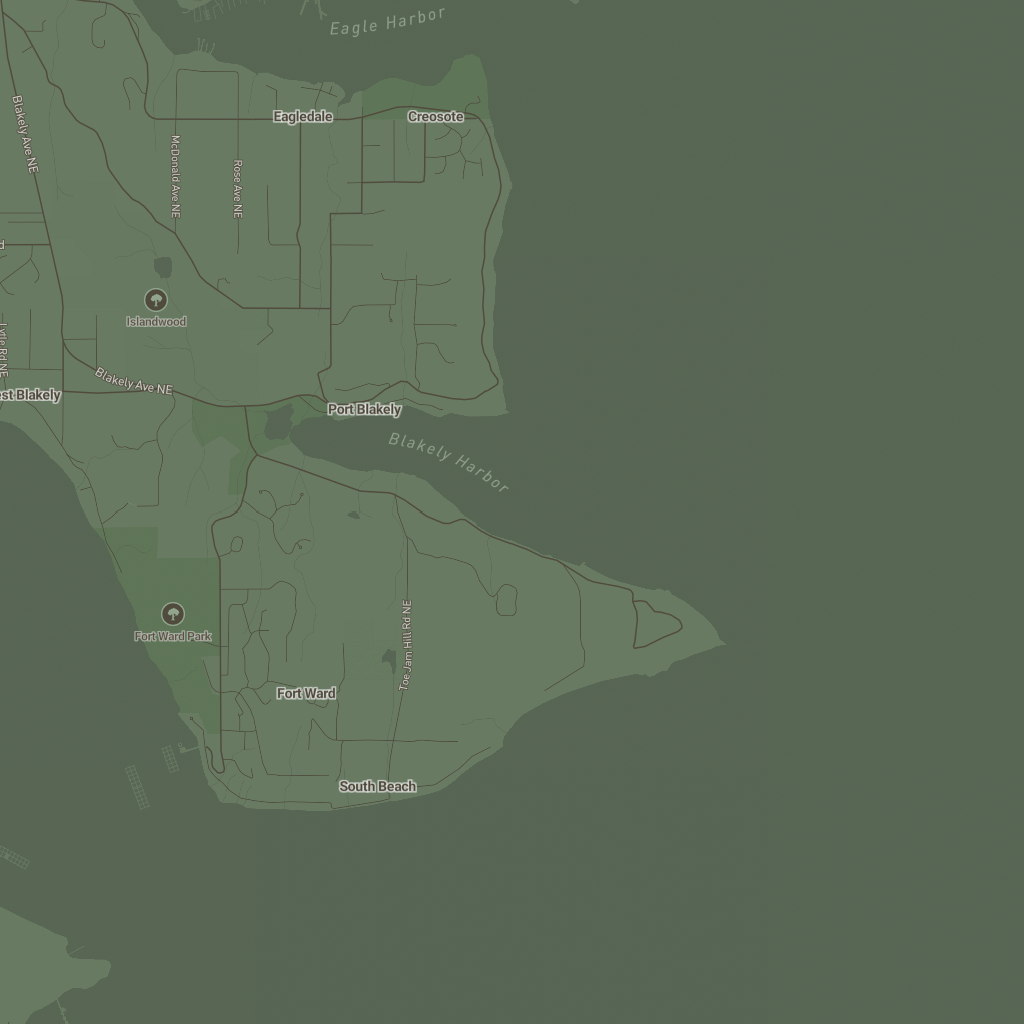 Eagle Harbor
Eagledale
Creosote
Blakely Ave NE
McDonald Ave NE
Rose Ave NE
d
Islandwood
Lytle Rd NE
Blakely Ave NE
est Blakely
Port Blakely
Blakely Harbor
Fort Ward Park
Toe Jam Hill Rd NE
Fort Ward
South Beach